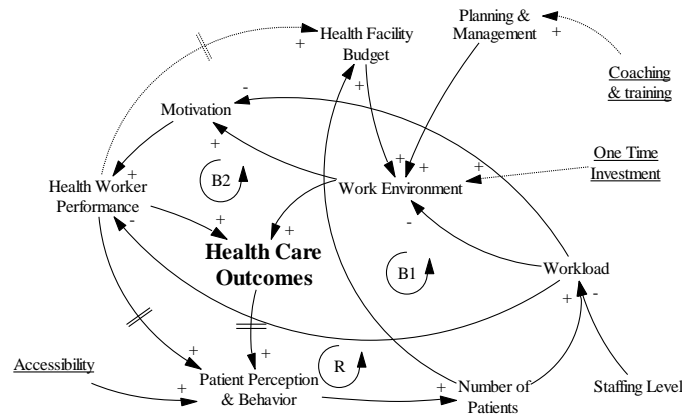 Health Facility
Budget
+
+
Planning &
Management
+
Coaching
& training
-
Motivation
+
+
B2
Health Worker
Performance
-
+
+
+
+
One Time
Investment
Work Environment
-
+
Health Care
Outcomes
B1
Workload
+
-
Accessibility
+
+
+
R
Patient Perception
& Behavior
+
Number of
Patients
Staffing Level